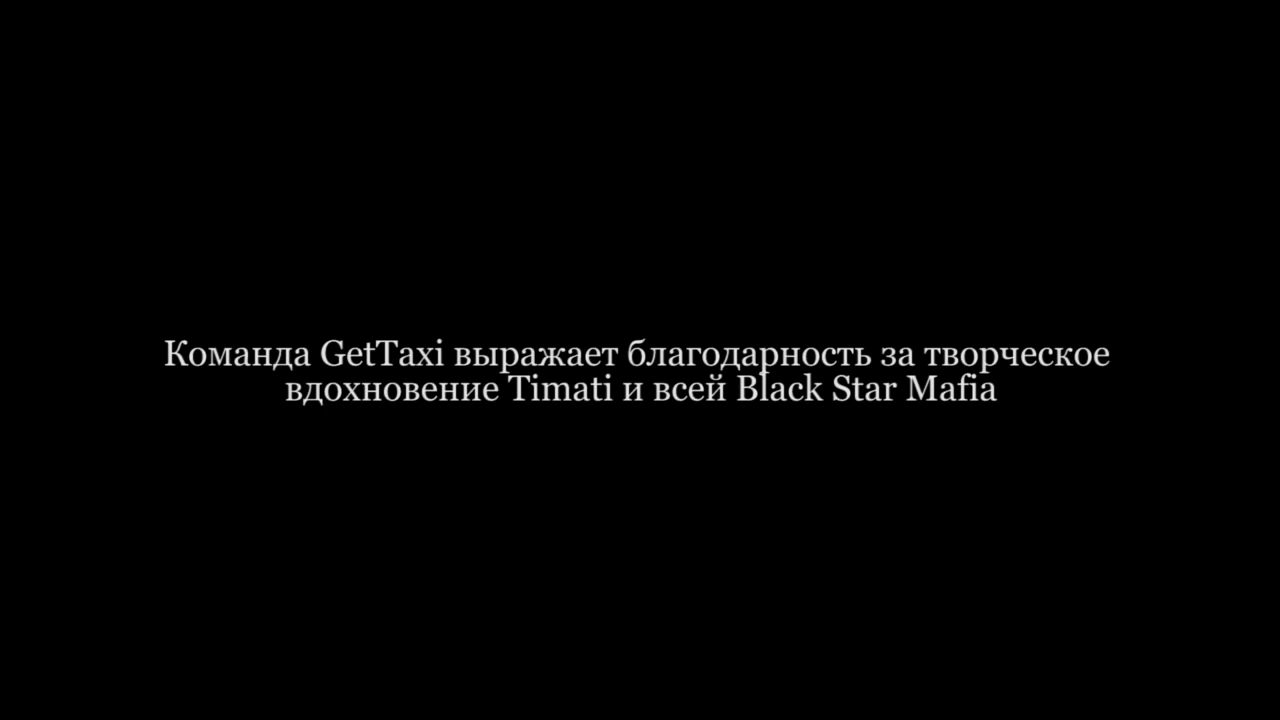 Команда GetTaxi выражает благодарность за творческое
вдохновение Timati и всей Black Star Mafia